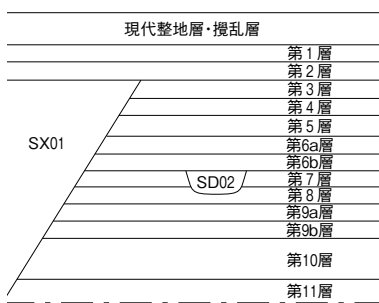 現代整地層・攪乱層
第1層
第2層
第3層
第4層
第5層
SX01
第6a層
第6b層
第7層
SD02
第8層
第9a層
第9b層
第10層
第11層